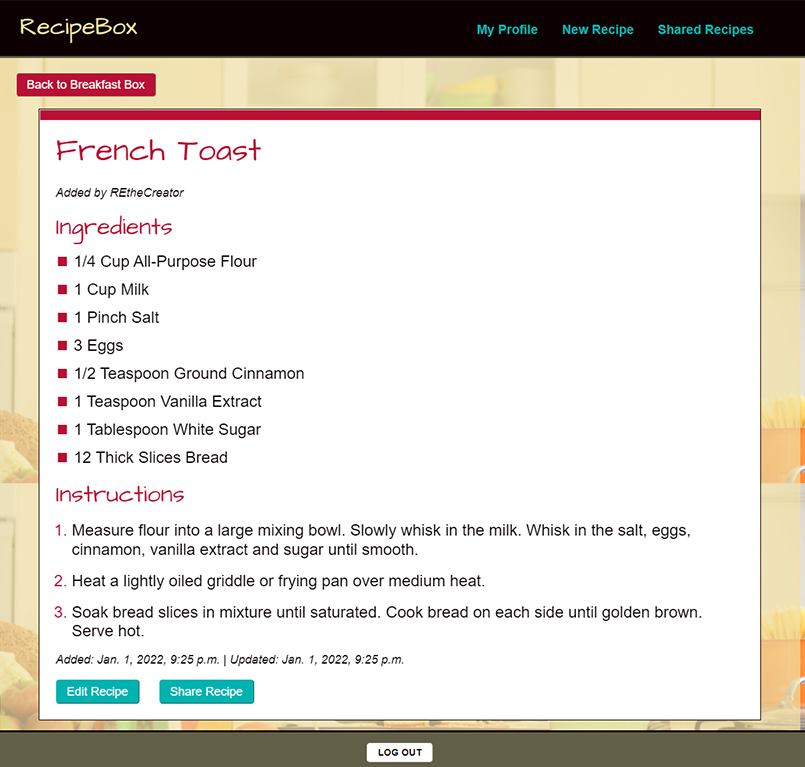 RecipeBox
My Profile New Recipe Shared Recipes
Back to Breakfast Box
French Toast
Added by REtheCreator
Ingredients
1/4 Cup All-Purpose Flour
1 Cup Milk
1 Pinch Salt
3 Eggs
1/2 Teaspoon Ground Cinnamon
1 Teaspoon Vanilla Extract
1 Tablespoon White Sugar
12 Thick Slices Bread
Instructions
1. Measure flour into a large mixing bowl. Slowly whisk in the milk. Whisk in the salt, eggs,
cinnamon, vanilla extract and sugar until smooth.
2. Heat a lightly oiled griddle or frying pan over medium heat.
3. Soak bread slices in mixture until saturated. Cook bread on each side until golden brown.
Serve hot.
Added: Jan. 1, 2022, 9:25 p.m. | Updated: Jan. 1, 2022, 9:25 p.m.
Edit Recipe Share Recipe
LOG OUT